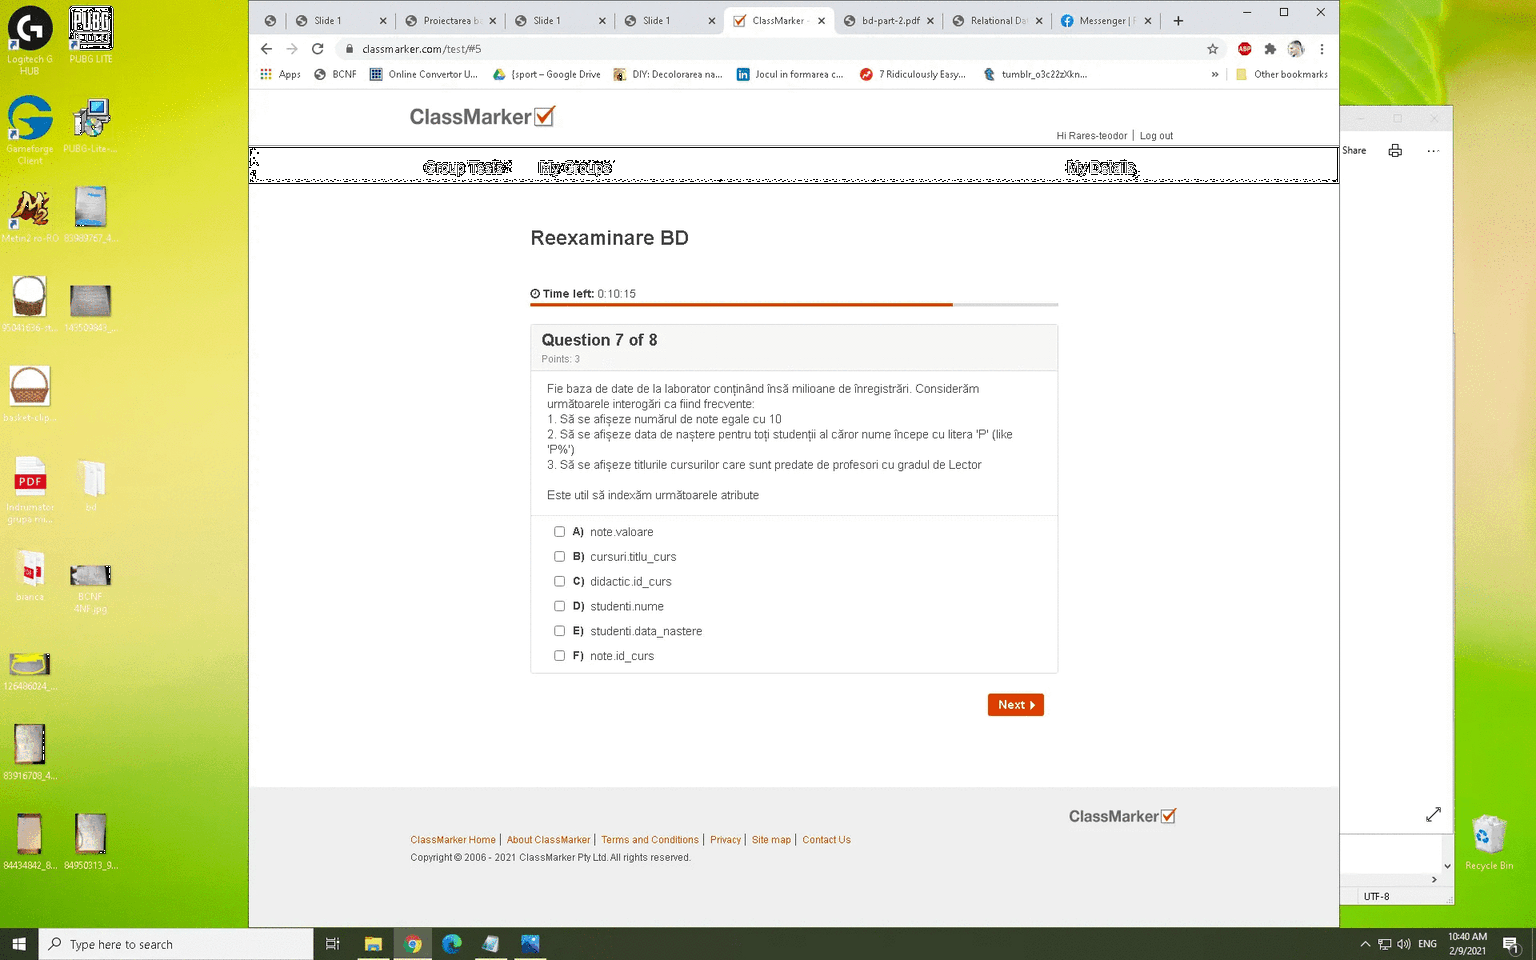 Logitech G
HUB
PUBG LITE
Gameforge
Client
PUBG-Lite-...
Metin2 ro-RO
83983767_4...
95041636-st...
143509843_...
basket-clip...
PDF
Indrumator
grupa mi...
bd
bianca
BCNF
4NF.jpg
126486024_...
83916708_4...
84434842_8...
84950313_9...
Slide 1
Proiectarea b
Slide 1
Slide 1
ClassMarker
bd-part-2.pdf
Relational Da
Messenger |
classmarker.com/test/#5
ABP
Apps
BCNF
Online Convertor U...
[sport – Google Drive
DIY: Decolorarea na...
Jocul in formarea c...
7 Ridiculously Easy...
tumblr_o3c22zXkn...
»
Other bookmarks
ClassMarker
Hi Rares-teodor | Log out
Group Tests
My Groups
My Details
Reexaminare BD
Time left: 0:10:15
Question 7 of 8
Points: 3
Fie baza de date de la laborator conținând însă milioane de înregistrări. Considerăm
următoarele interogări ca fiind frecvente:
1. Să se afișeze numărul de note egale cu 10
2. Să se afișeze data de naștere pentru toți studenții al căror nume începe cu litera 'P' (like
'P%')
3. Să se afișeze titlurile cursurilor care sunt predate de profesori cu gradul de Lector
Este util să indexăm următoarele atribute
A) note.valoare
B) cursuri.titlu_curs
C) didactic.id_curs
D) studenti.nume
E) studenti.data_nastere
F) note.id_curs
Next
ClassMarker
ClassMarker Home | About ClassMarker | Terms and Conditions | Privacy | Site map | Contact Us
Copyright © 2006 - 2021 ClassMarker Pty Ltd. All rights reserved.
Share
...
UTF-8
Recycle Bin
Type here to search
ENG
10:40 AM
2/9/2021
1